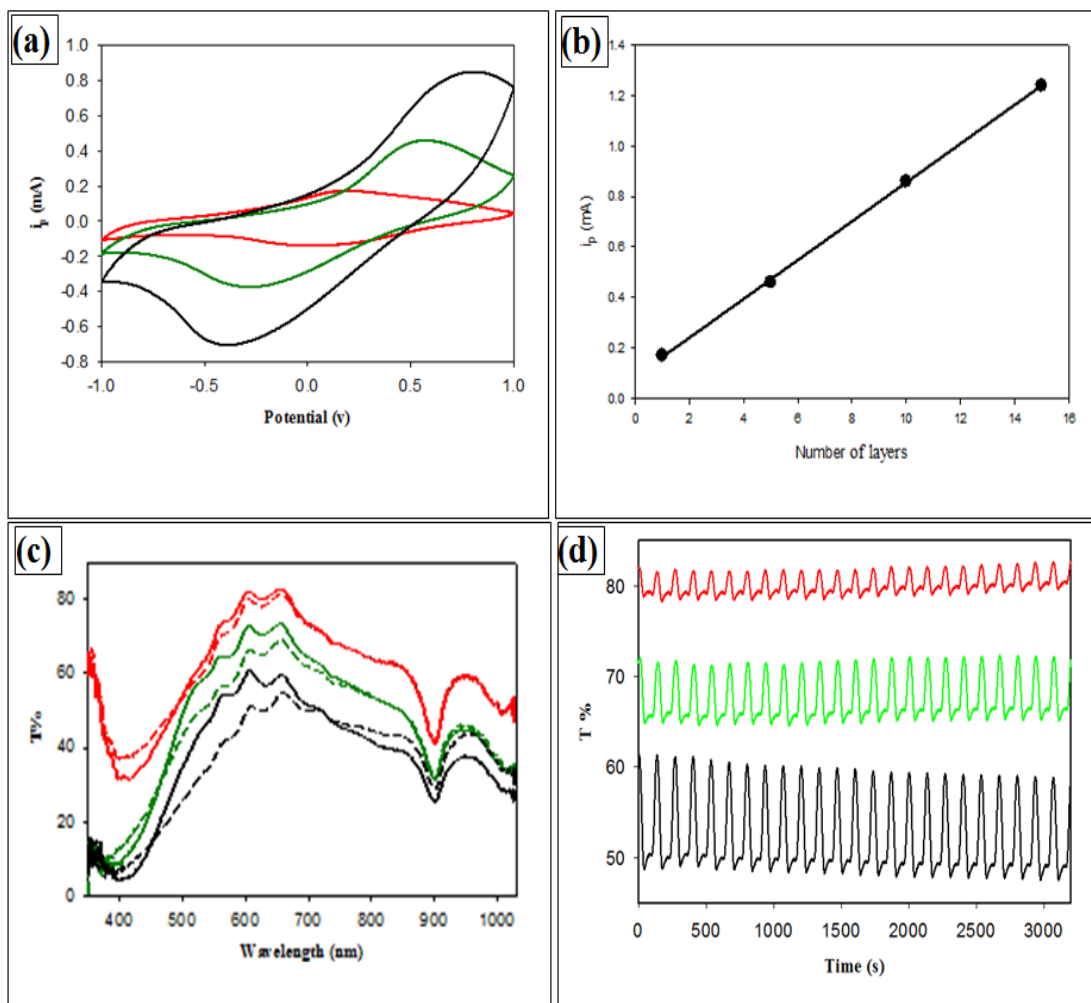 (a)
1.0
0.8
0.6
0.4
0.2
0.0
-0.2
-0.4
-0.6
-0.8
ip (mA)
-1.0 -0.5 0.0 0.5 1.0
Potential (v)
(b)
1.4
1.2
1.0
0.8
0.6
0.4
0.2
0.0
ip (mA)
0 2 4 6 8 10 12 14 16
Number of layers
(c)
80
60
40
20
0
T%
400 500 600 700 800 900 1000
Wavelength (nm)
(d)
80
70
60
50
T %
0 500 1000 1500 2000 2500 3000
Time (s)